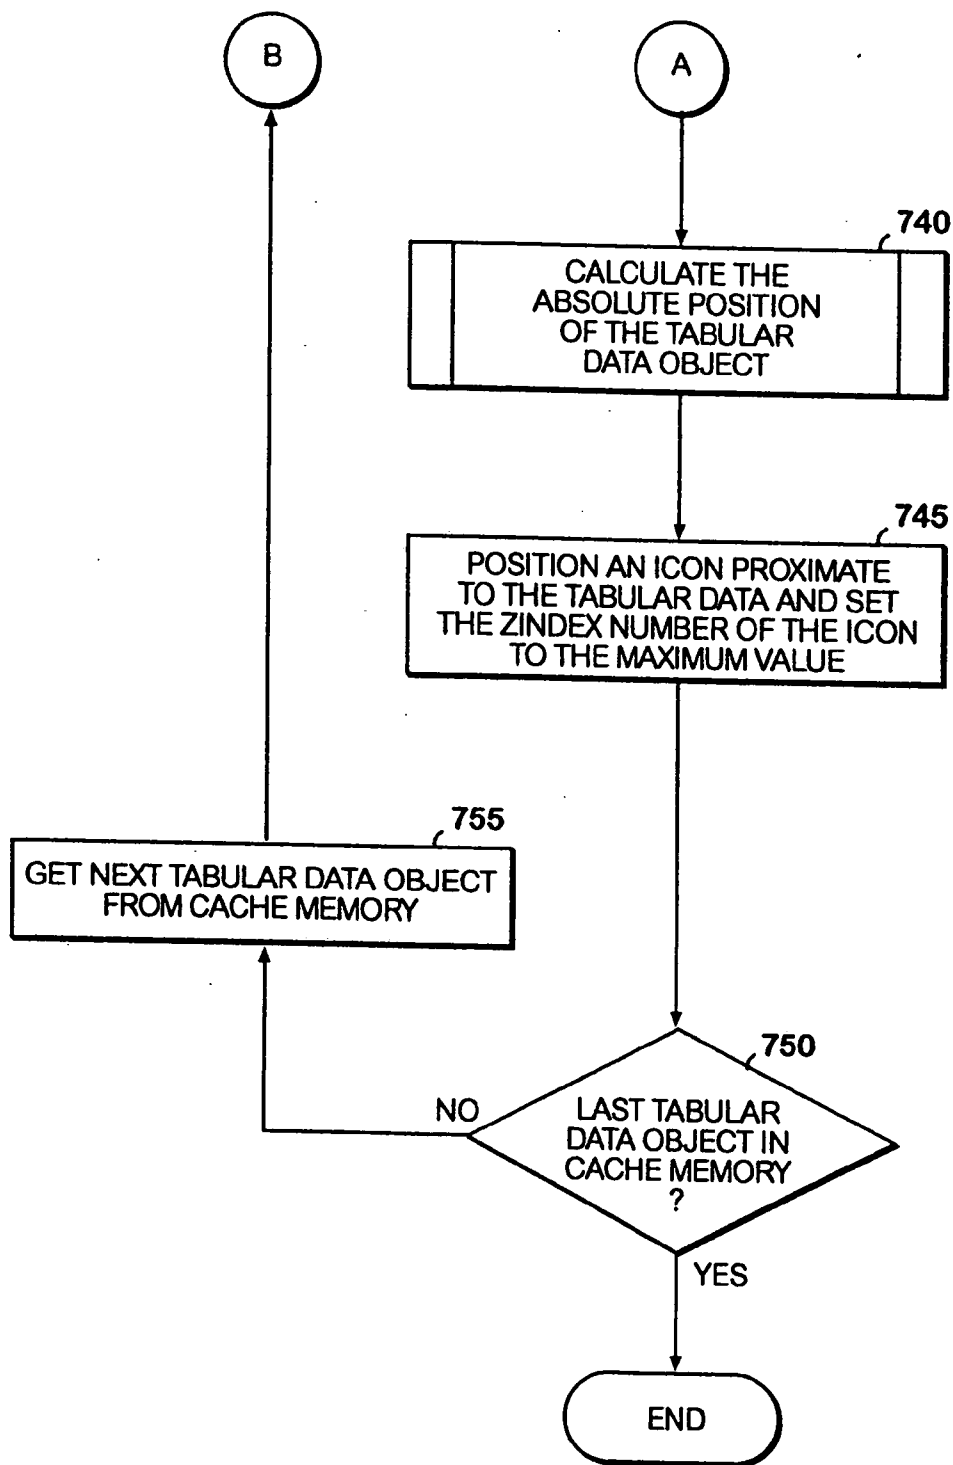 B
A
740
CALCULATE THE
ABSOLUTE POSITION
OF THE TABULAR
DATA OBJECT
745
POSITION AN ICON PROXIMATE
TO THE TABULAR DATA AND SET
THE ZINDEX NUMBER OF THE ICON
TO THE MAXIMUM VALUE
755
GET NEXT TABULAR DATA OBJECT
FROM CACHE MEMORY
750
NO
LAST TABULAR
DATA OBJECT IN
CACHE MEMORY
?
YES
END